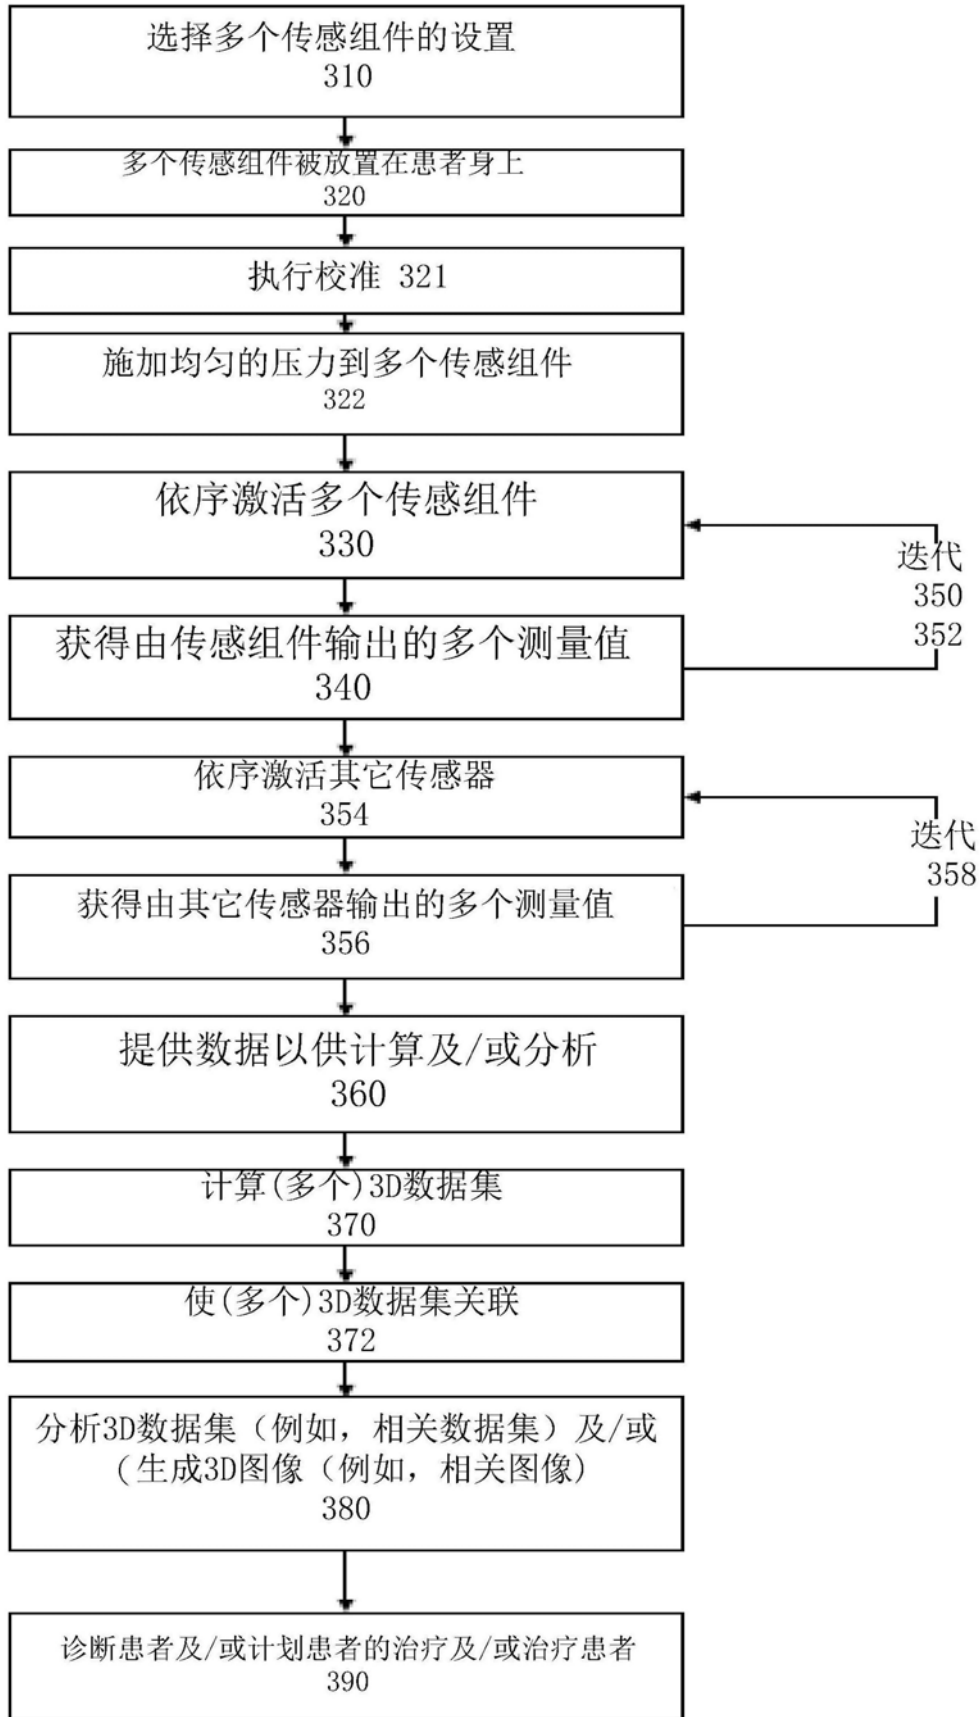 选择多个传感组件的设置
310
多个传感组件被放置在患者身上
320
执行校准 321
施加均匀的压力到多个传感组件
322
依序激活多个传感组件
330
迭代
350
352
获得由传感组件输出的多个测量值
340
依序激活其它传感器
354
迭代
358
获得由其它传感器输出的多个测量值
356
提供数据以供计算及/或分析
360
计算(多个)3D数据集
370
使(多个)3D数据集关联
372
分析3D数据集（例如，相关数据集）及/或
(生成3D图像（例如，相关图像)
380
诊断患者及/或计划患者的治疗及/或治疗患者
390